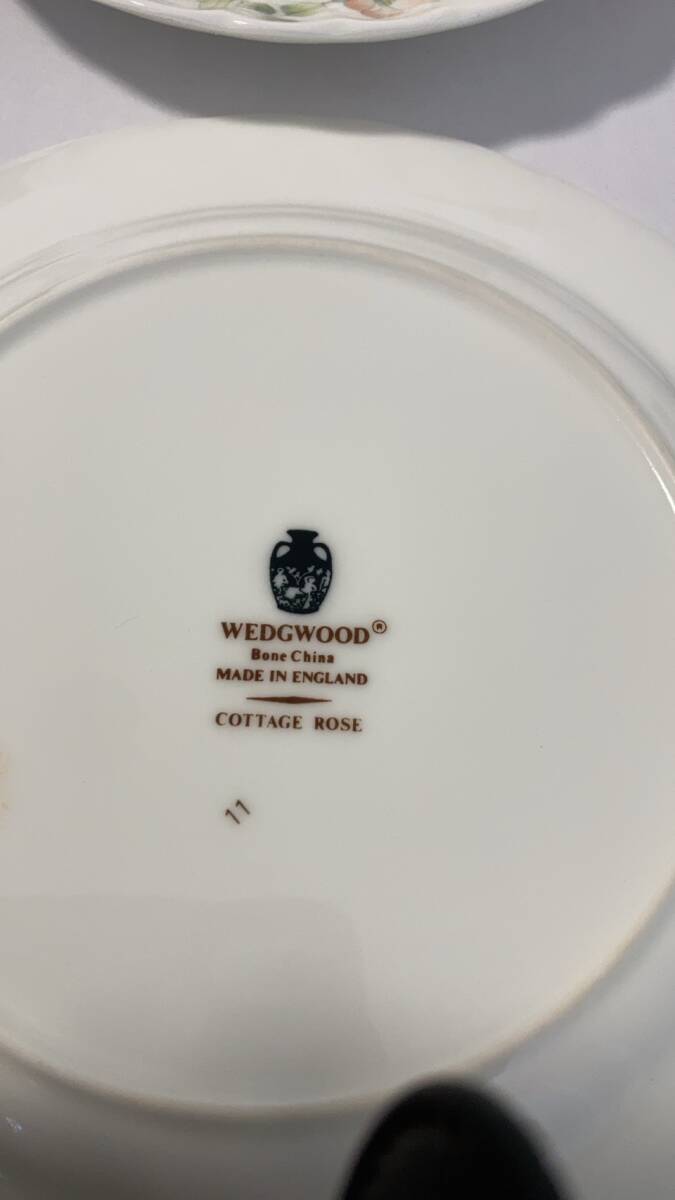 WEDGWOOD®
Bone China
MADE IN ENGLAND
COTTAGE ROSE
11